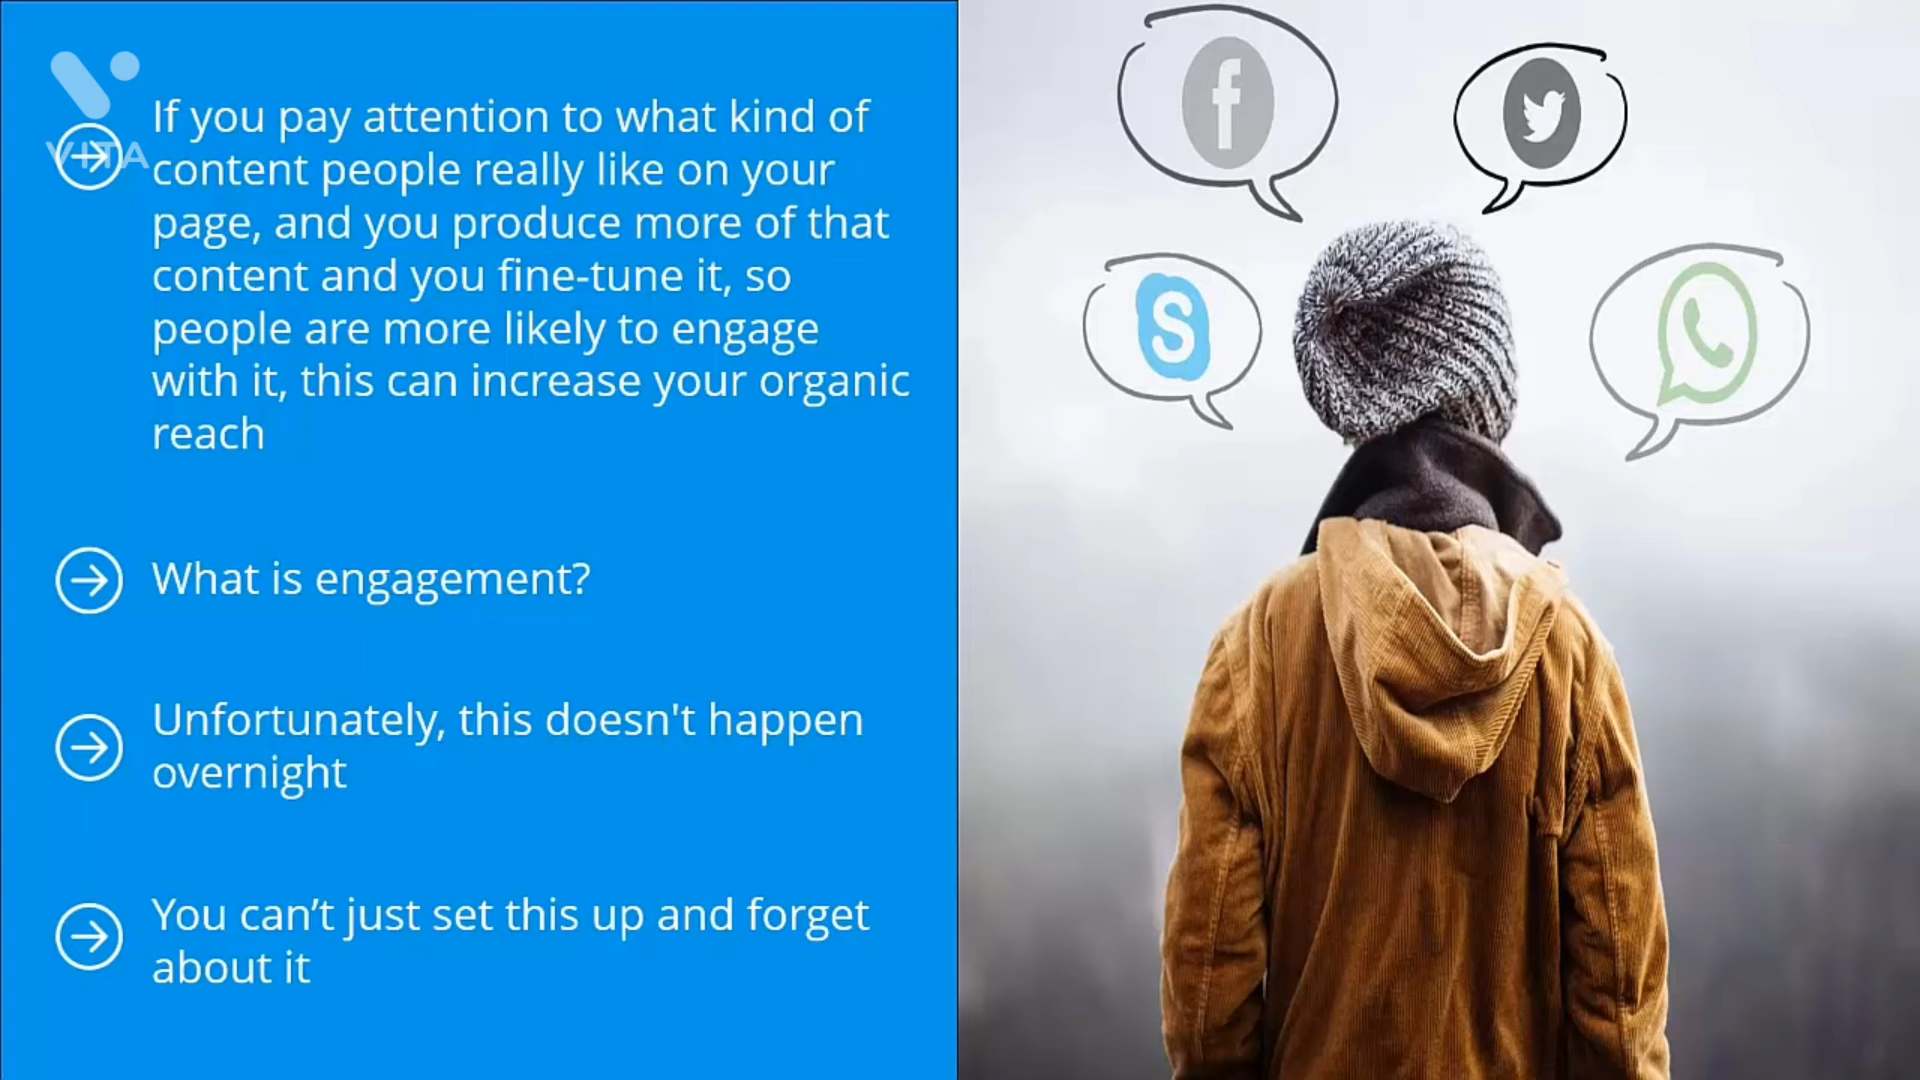 VITA
If you pay attention to what kind of
content people really like on your
page, and you produce more of that
content and you fine-tune it, so
people are more likely to engage
with it, this can increase your organic
reach
What is engagement?
Unfortunately, this doesn't happen
overnight
You can’t just set this up and forget
about it